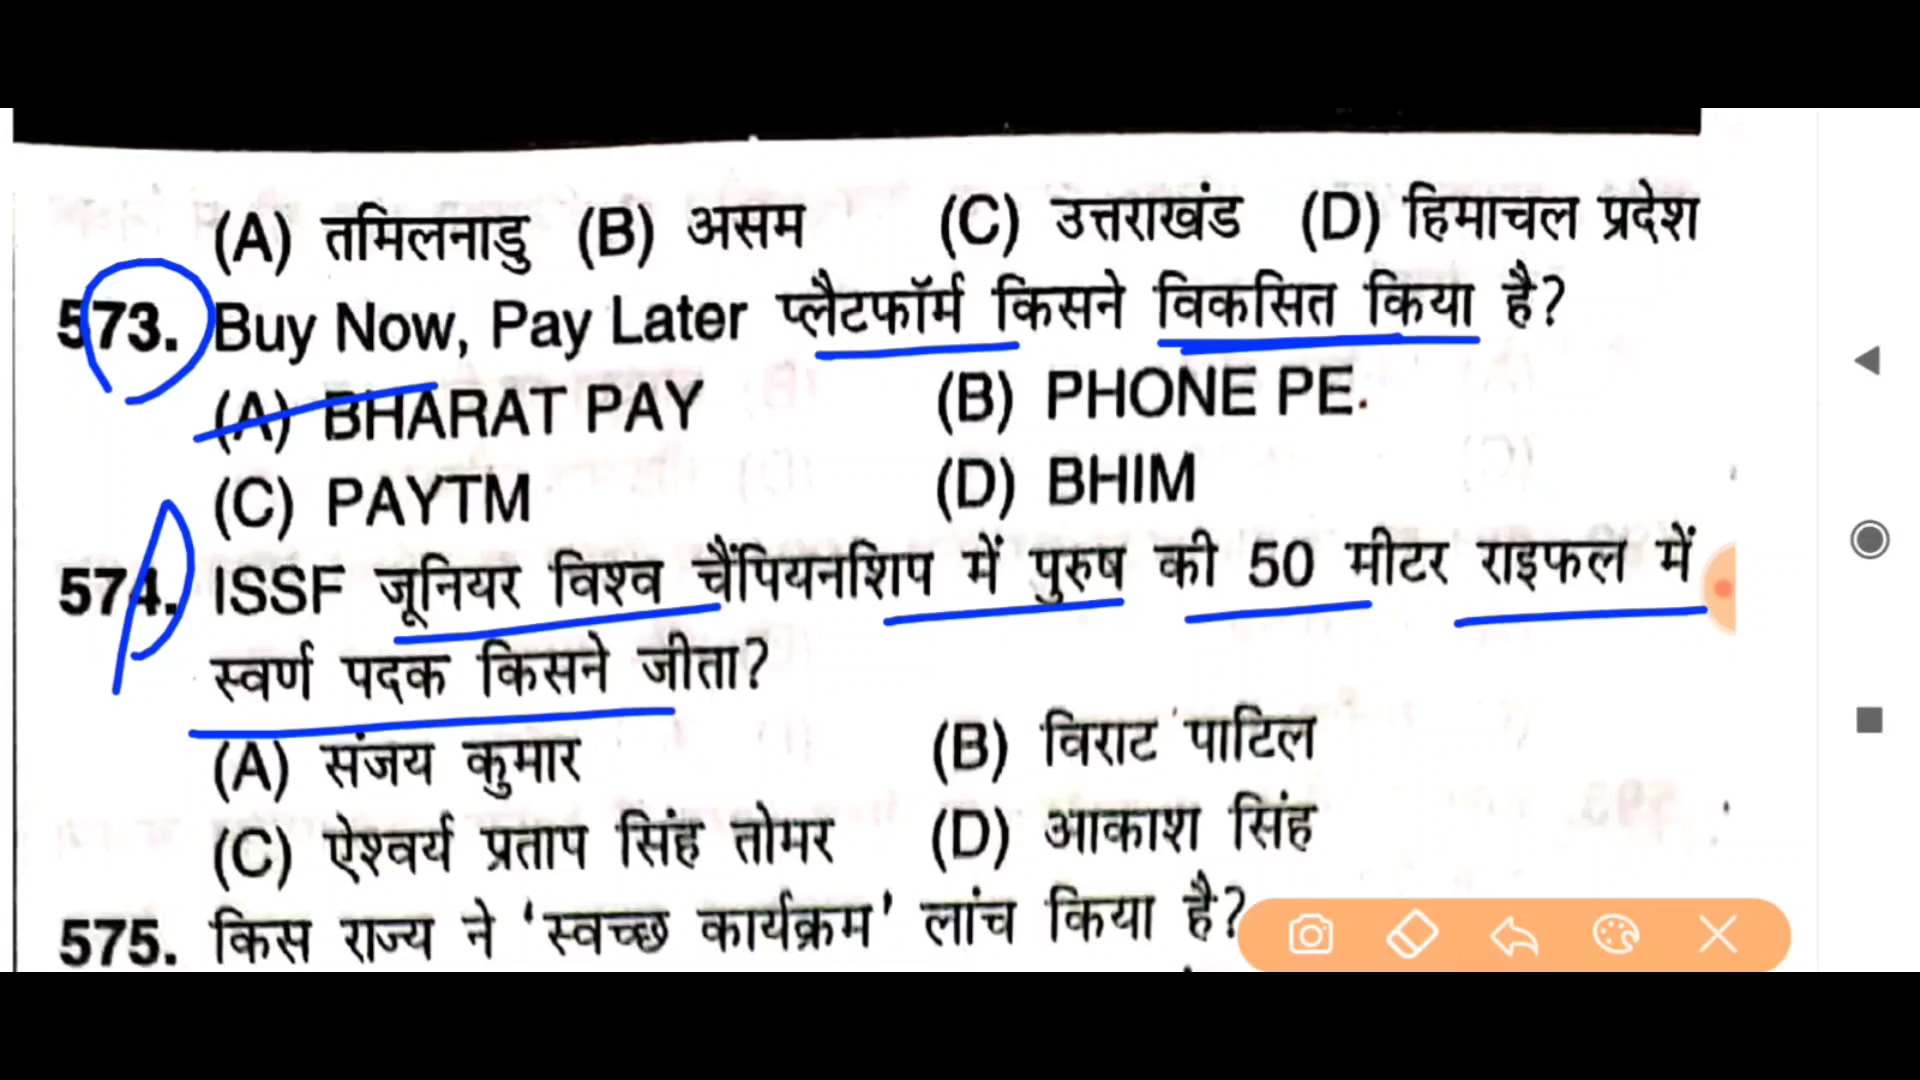 (A) तमिलनाडु (B) असम (C) उत्तराखंड (D) हिमाचल प्रदेश
573. Buy Now, Pay Later प्लैटफॉर्म किसने विकसित किया है?
(A) BHARAT PAY (B) PHONE PE.
(C) PAYTM (D) BHIM
574. ISSF जूनियर विश्व चैंपियनशिप में पुरुष की 50 मीटर राइफल में
स्वर्ण पदक किसने जीता?
(A) संजय कुमार (B) विराट पाटिल
(C) ऐश्वर्य प्रताप सिंह तोमर (D) आकाश सिंह
575. किस राज्य ने 'स्वच्छ कार्यक्रम' लांच किया है?